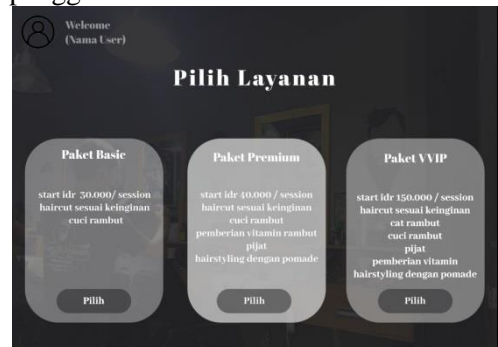 Welcome
(Nama User)
Pilih Layanan
Paket Basic
start idr 30.000/ session
haircut sesuai keinginan
cuci rambut
Pilih
Paket Premium
start idr 40.000 / session
haircut sesuai keinginan
cuci rambut
pemberian vitamin rambut
pijat
hairstyling dengan pomade
Pilih
Paket VVIP
start idr 150.000 / session
haircut sesuai keinginan
cat rambut
cuci rambut
pijat
pemberian vitamin
hairstyling dengan pomade
Pilih